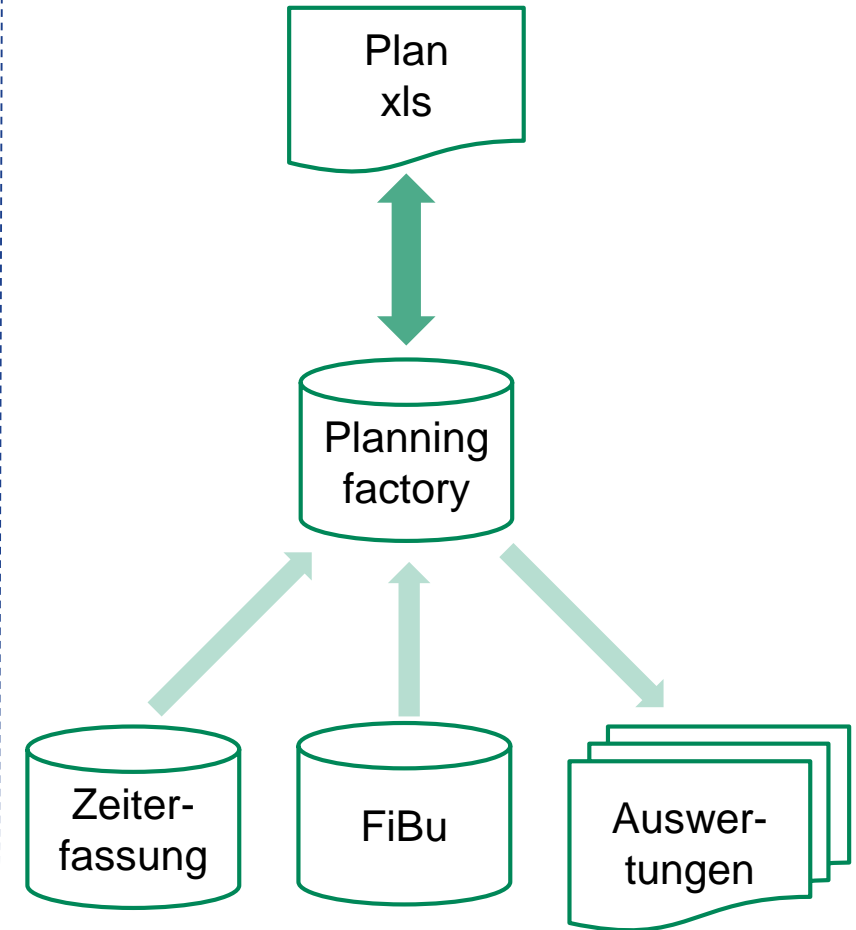 Plan
xls
Planning
factory
Zeiter-
fassung
FiBu
Auswer-
tungen